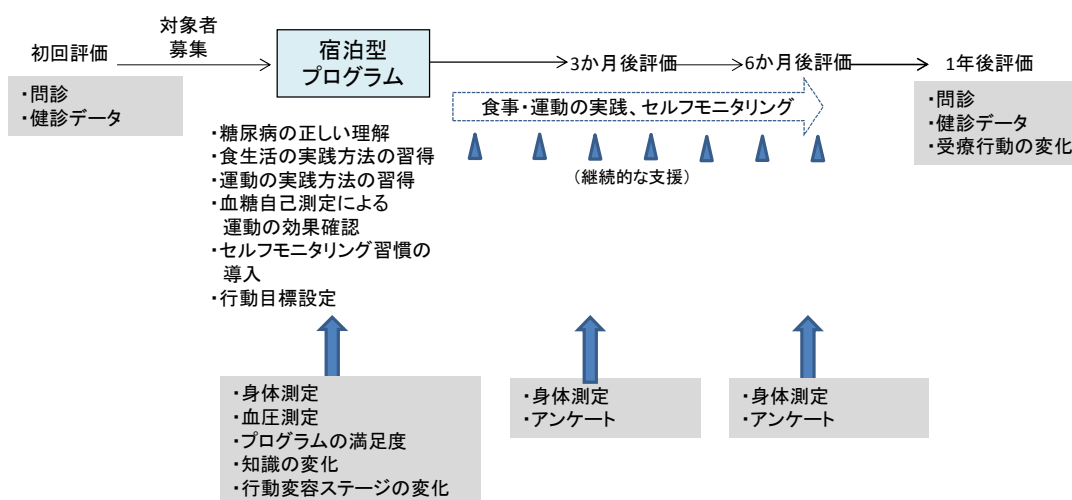 初回評価
対象者
募集
宿泊型
プログラム
3か月後評価
6か月後評価
1年後評価
・問診
・健診データ
食事・運動の実践、セルフモニタリング
(継続的な支援)
・問診
・健診データ
・受療行動の変化
・糖尿病の正しい理解
・食生活の実践方法の習得
・運動の実践方法の習得
・血糖自己測定による
運動の効果確認
・セルフモニタリング習慣の
導入
・行動目標設定
・身体測定
・血圧測定
・プログラムの満足度
・知識の変化
・行動変容ステージの変化
・身体測定
・アンケート
・身体測定
・アンケート